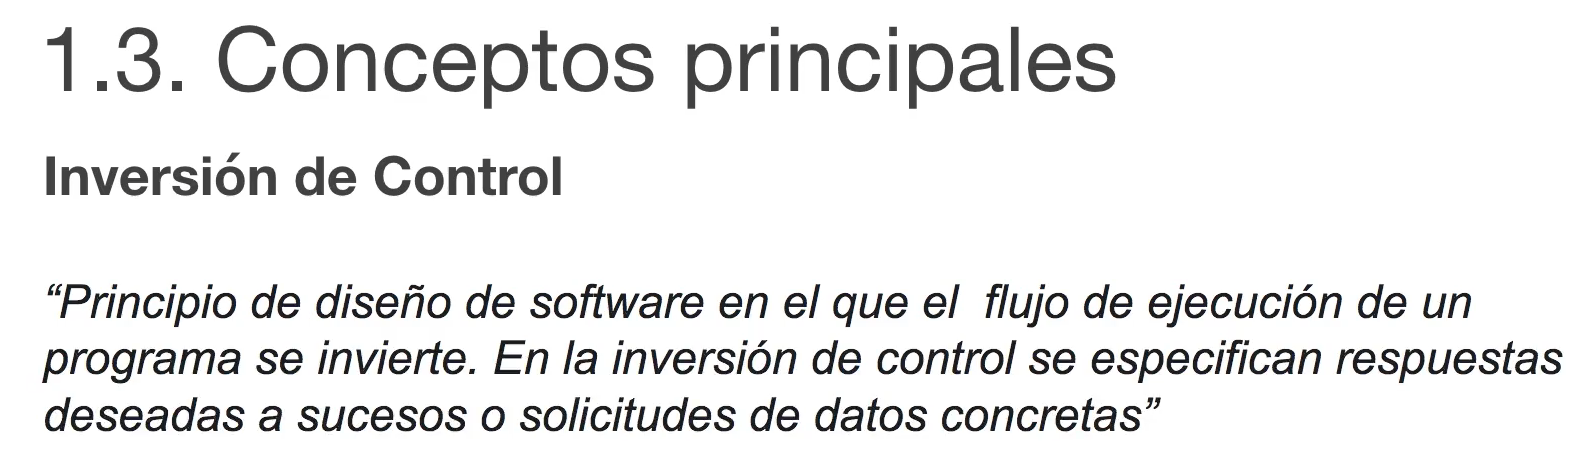 1.3. Conceptos principales
Inversión de Control
“Principio de diseño de software en el que el  flujo de ejecución de un
programa se invierte. En la inversión de control se especifican respuestas
deseadas a sucesos o solicitudes de datos concretas”